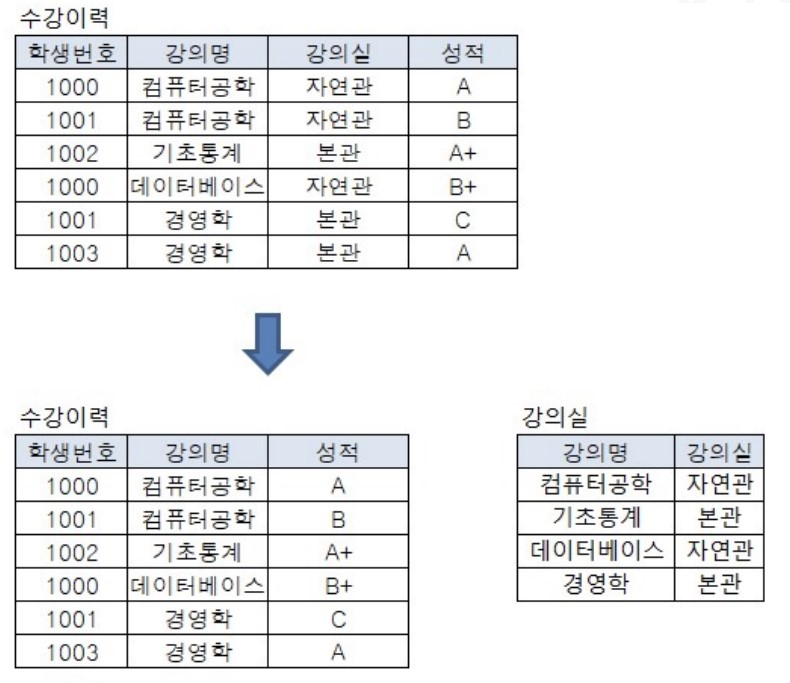 수강이력
학생번호 강의명 강의실 성적
1000 컴퓨터공학 자연관 A
1001 컴퓨터공학 자연관 B
1002 기초통계 본관 A+
1000 데이터베이스 자연관 B+
1001 경영학 본관 C
1003 경영학 본관 A
수강이력
학생번호 강의명 성적
1000 컴퓨터공학 A
1001 컴퓨터공학 B
1002 기초통계 A+
1000 데이터베이스 B+
1001 경영학 C
1003 경영학 A
강의실
강의명 강의실
컴퓨터공학 자연관
기초통계 본관
데이터베이스 자연관
경영학 본관